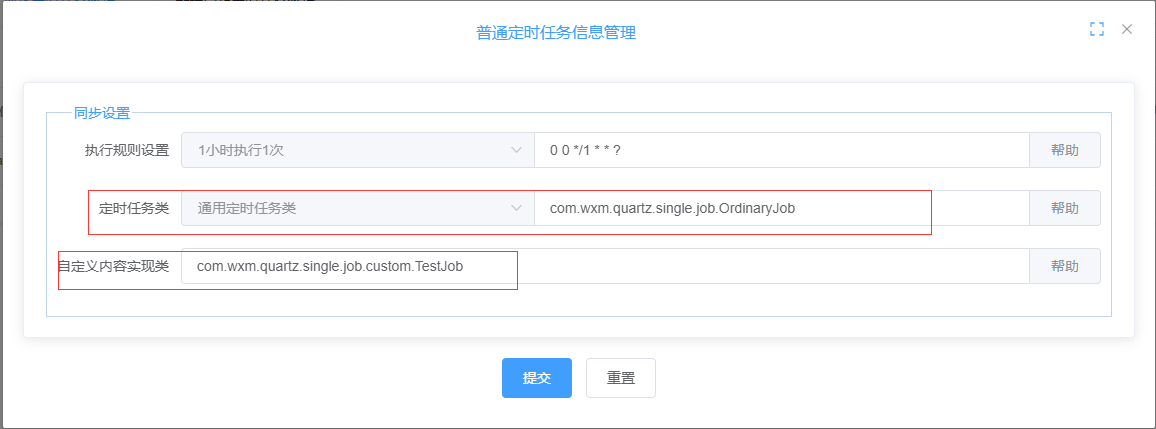 普通定时任务信息管理
同步设置
执行规则设置 1小时执行1次 0 0 */1 * * ? 帮助
定时任务类 通用定时任务类 com.wxm.quartz.single.job.OrdinaryJob 帮助
自定义内容实现类 com.wxm.quartz.single.job.custom.TestJob 帮助
提交 重置